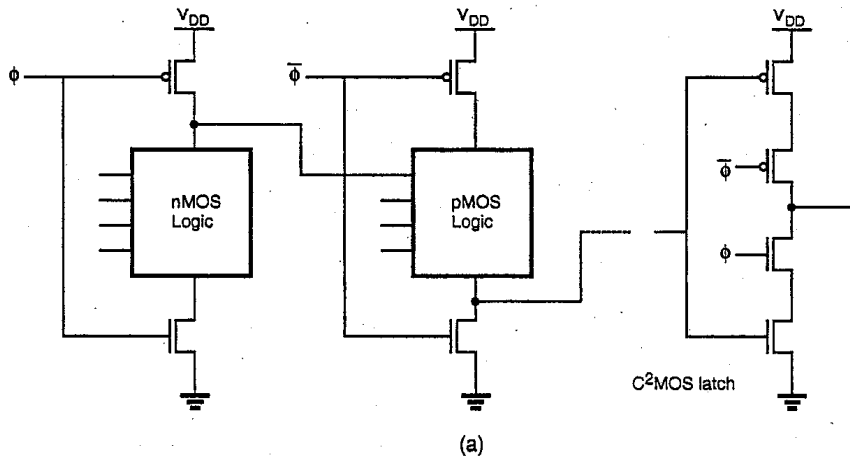 V_DD
V_DD
V_DD
ϕ
ϕ̅
nMOS
Logic
pMOS
Logic
ϕ̅
ϕ
C²MOS latch
(a)